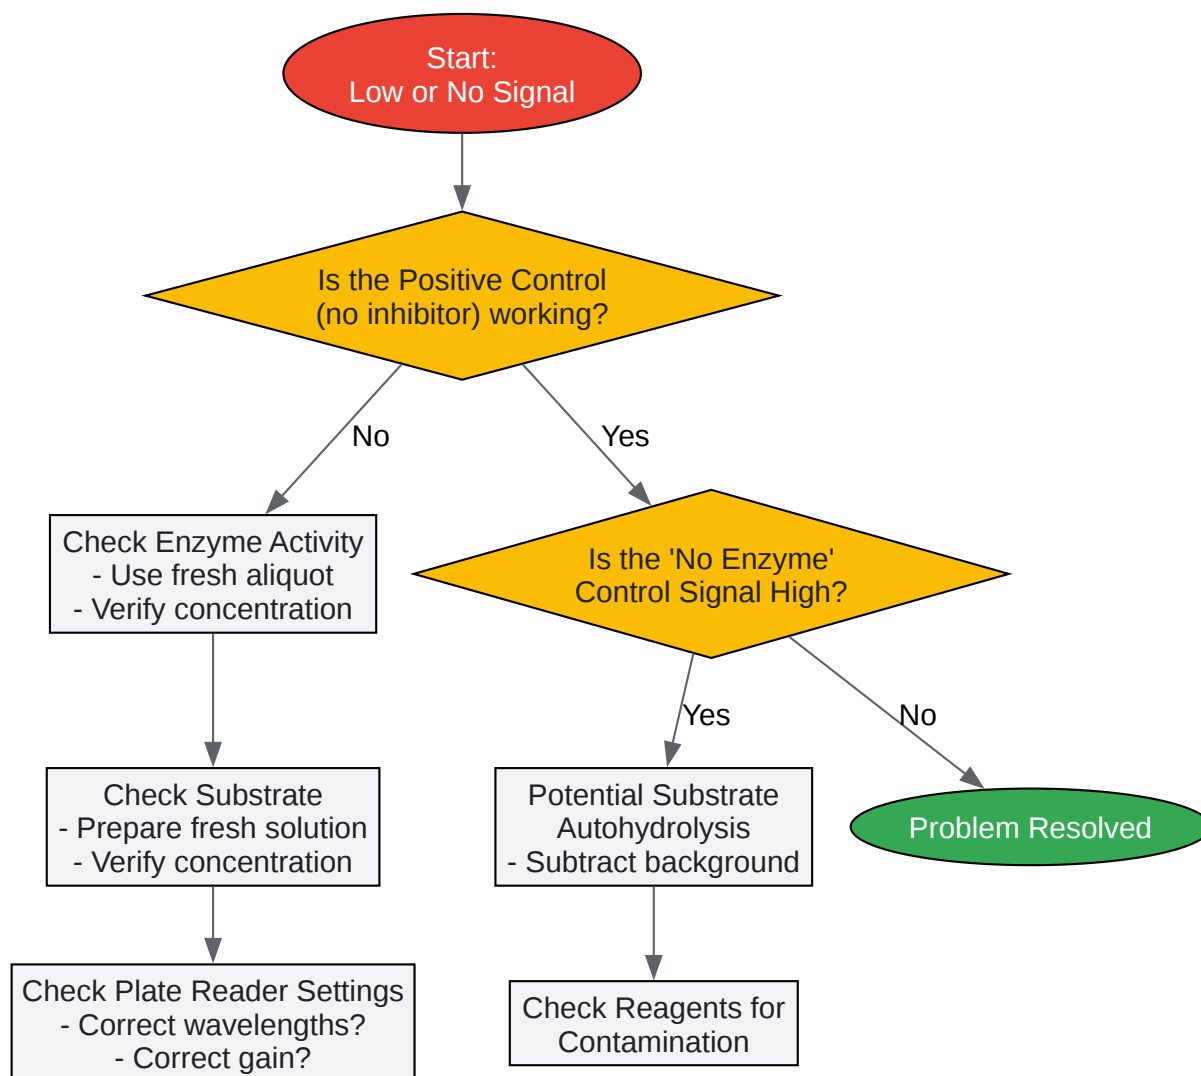 Start:
Low or No Signal
Is the Positive Control
(no inhibitor) working?
No
Yes
Check Enzyme Activity
- Use fresh aliquot
- Verify concentration
Is the 'No Enzyme'
Control Signal High?
Yes
No
Check Substrate
- Prepare fresh solution
- Verify concentration
Potential Substrate
Autohydrolysis
- Subtract background
Problem Resolved
Check Plate Reader Settings
- Correct wavelengths?
- Correct gain?
Check Reagents for
Contamination